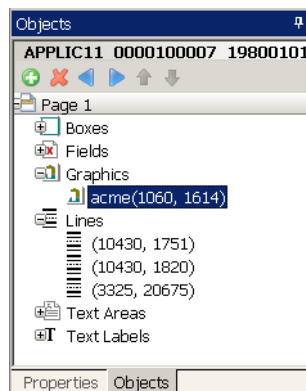 Objects
APPLIC11 0000100007 19800101
Page 1
Boxes
Fields
Graphics
acme(1060, 1614)
Lines
(10430, 1751)
(10430, 1820)
(3325, 20675)
Text Areas
Text Labels
Properties Objects